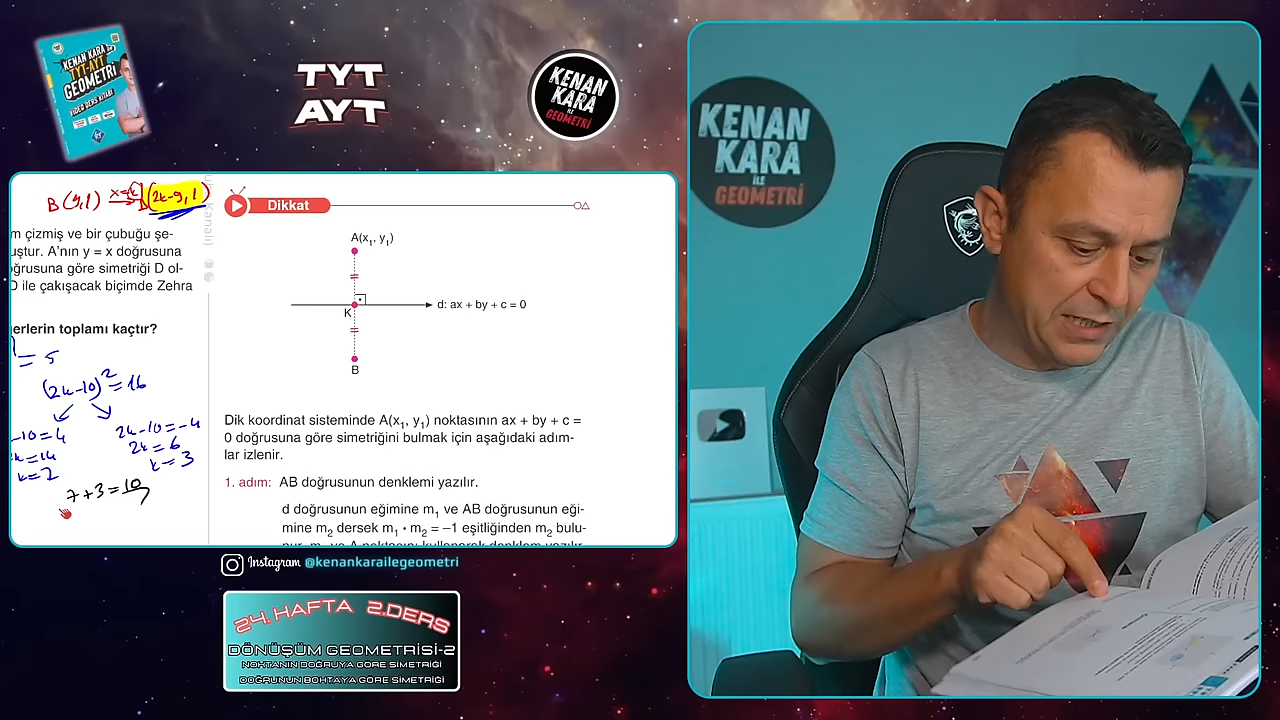 KENAN KARA İLE
TYT-AYT
GEOMETRİ
VİDEO DERS KİTABI
TYT
AYT
KENAN
KARA
İLE
GEOMETRİ
B(9,1) x=k (2k-9,1)
m çizmiş ve bir çubuğu şe-
uştur. A'nın y = x doğrusuna
oğrusuna göre simetriği D ol-
D ile çakışacak biçimde Zehra
erlerin toplamı kaçtır?
= 5
(2k-10)² = 16
-10 = 4
k = 14
k = 7
2k-10 = -4
2k = 6
k = 3
7+3 = 10
Dikkat
A(x₁, y₁)
K
d: ax + by + c = 0
B
Dik koordinat sisteminde A(x₁, y₁) noktasının ax + by + c =
0 doğrusuna göre simetriğini bulmak için aşağıdaki adım-
lar izlenir.
1. adım: AB doğrusunun denklemi yazılır.
d doğrusunun eğimine m₁ ve AB doğrusunun eği-
mine m₂ dersek m₁ • m₂ = –1 eşitliğinden m₂ bulu-
Instagram @kenankarailegeometri
24. HAFTA 2.DERS
DÖNÜŞÜM GEOMETRİSİ-2
NOHTANIN DOĞRUYA GÖRE SİMETRİĞİ
DOĞRUNUN NOHTAYA GÖRE SİMETRİĞİ
KENAN
KARA
İLE
GEOMETRİ